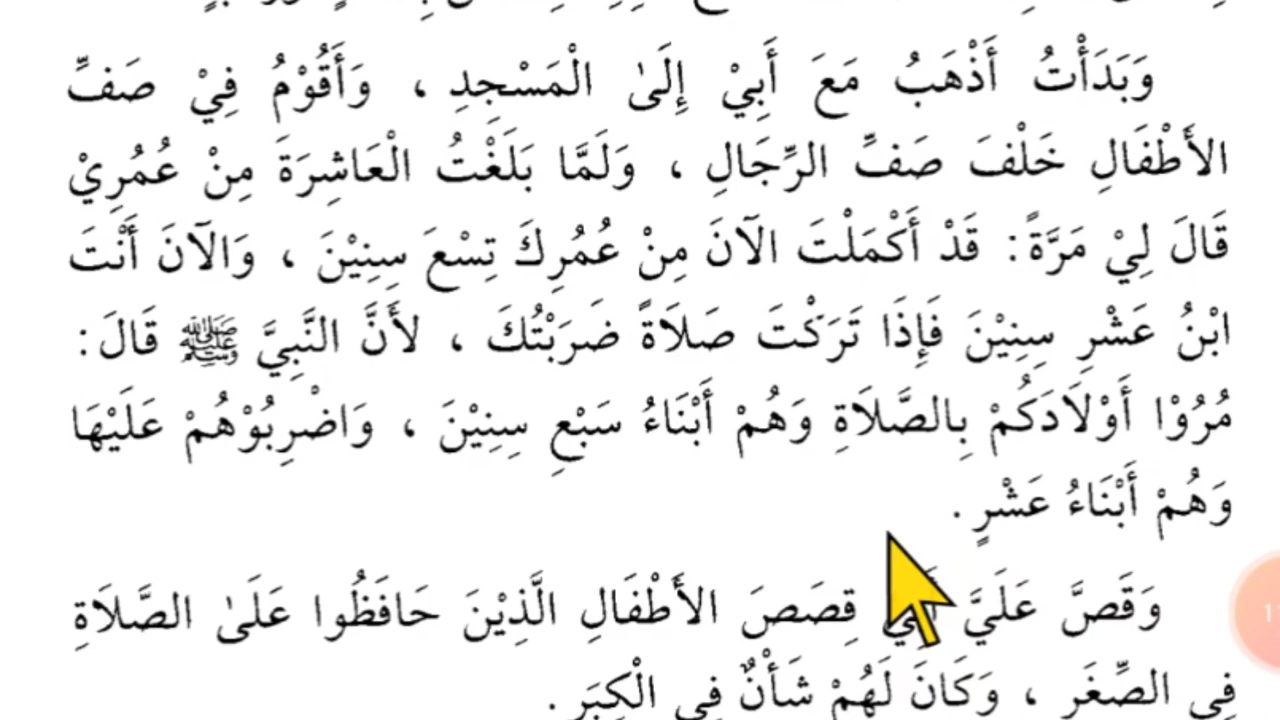 وَبَدَأْتُ أَذْهَبُ مَعَ أَبِيْ إِلَىٰ الْمَسْجِدِ ، وَأَقُوْمُ فِيْ صَفِّ
الأَطْفَالِ خَلْفَ صَفِّ الرِّجَالِ ، وَلَمَّا بَلَغْتُ الْعَاشِرَةَ مِنْ عُمُرِيْ
قَالَ لِيْ مَرَّةً : قَدْ أَكْمَلْتَ الآنَ مِنْ عُمُرِكَ تِسْعَ سِنِيْنَ ، وَالآنَ أَنْتَ
ابْنُ عَشْرِ سِنِيْنَ فَإِذَا تَرَكْتَ صَلَاةً ضَرَبْتُكَ ، لأَنَّ النَّبِيَّ ﷺ قَالَ :
مُرُوْا أَوْلَادَكُمْ بِالصَّلَاةِ وَهُمْ أَبْنَاءُ سَبْعِ سِنِيْنَ ، وَاضْرِبُوْهُمْ عَلَيْهَا
وَهُمْ أَبْنَاءُ عَشْرٍ .
وَقَصَّ عَلَيَّ قِصَصَ الأَطْفَالِ الَّذِيْنَ حَافَظُوا عَلَىٰ الصَّلَاةِ
فِي الصِّغَرِ ، وَكَانَ لَهُمْ شَأْنٌ فِي الْكِبَرِ .